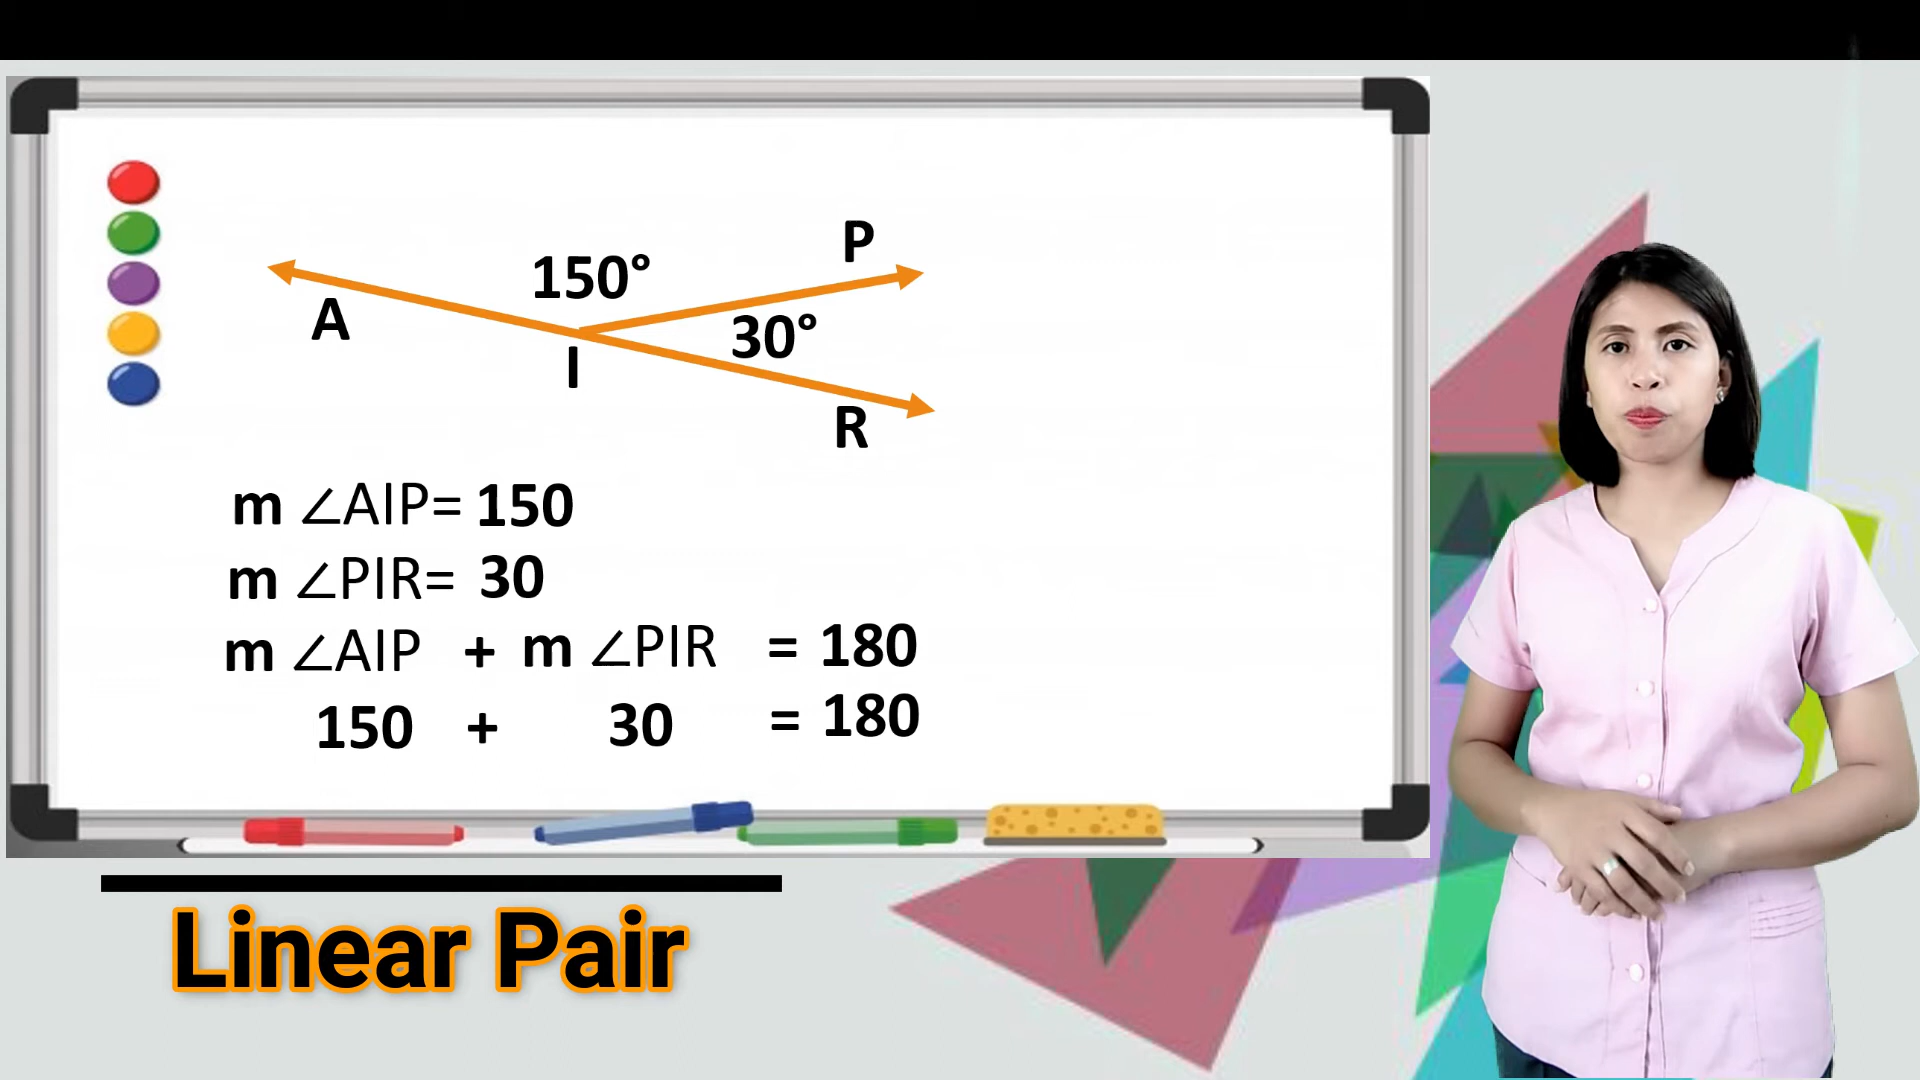 P
150°
A
30°
I
R
m ∠AIP= 150
m ∠PIR= 30
m ∠AIP + m ∠PIR = 180
150 + 30 = 180
Linear Pair